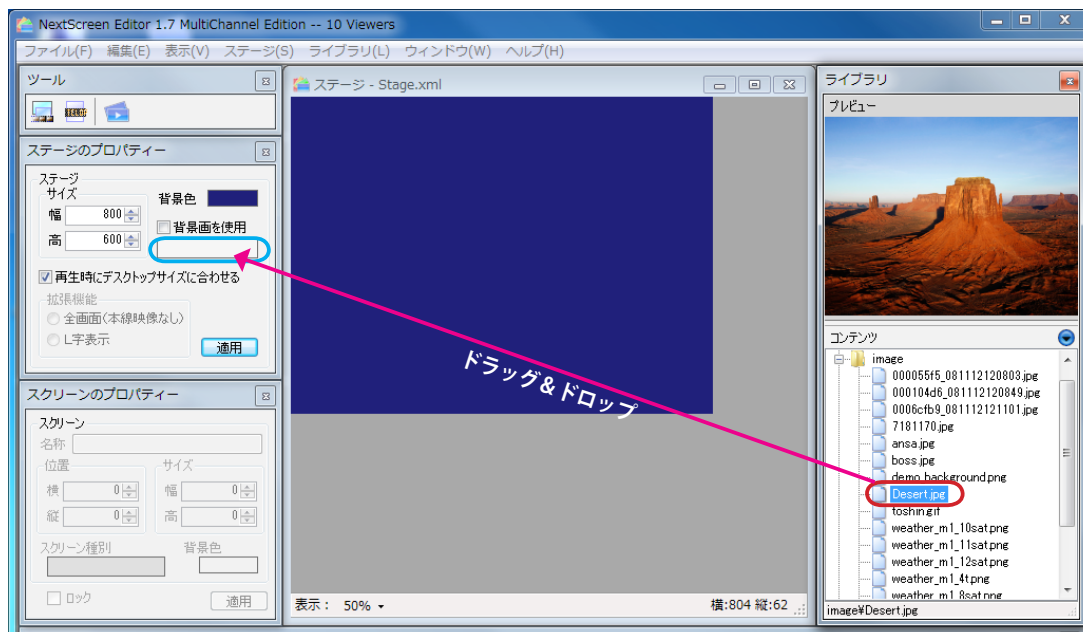 NextScreen Editor 1.7 MultiChannel Edition -- 10 Viewers
ファイル(F) 編集(E) 表示(V) ステージ(S) ライブラリ(L) ウィンドウ(W) ヘルプ(H)
ツール
ステージのプロパティー
ステージ
サイズ
幅 800
高 600
背景色
背景画を使用
再生時にデスクトップサイズに合わせる
拡張機能
全画面(本線映像なし)
L字表示
適用
スクリーンのプロパティー
スクリーン
名称
位置
横 0
縦 0
サイズ
幅 0
高 0
スクリーン種別
背景色
ロック
適用
ステージ - Stage.xml
ドラッグ&ドロップ
表示: 50%
横:804 縦:62
ライブラリ
プレビュー
コンテンツ
image
000055f5_081112120803.jpg
000104d6_081112120849.jpg
0006cfb9_081112121101.jpg
7181170.jpg
ansa.jpg
boss.jpg
demo_background.png
Desert.jpg
toshin.gif
weather_m1_10sat.png
weather_m1_11sat.png
weather_m1_12sat.png
weather_m1_4t.png
weather_m1_8sat.png
image¥Desert.jpg